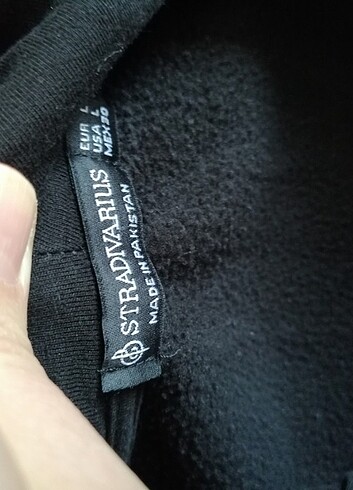 STRADIVARIUS
MADE IN PAKISTAN
EUR L
USA L
MEX 30